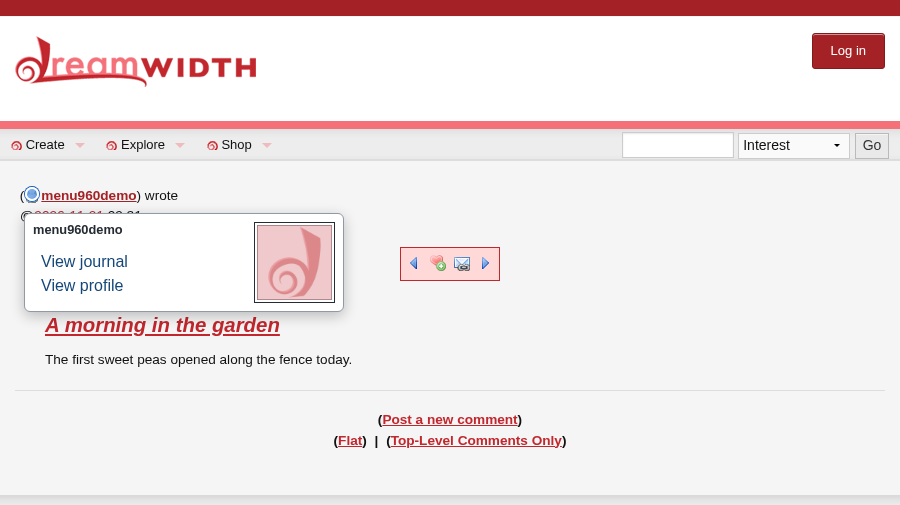 dreamWIDTH
Log in
Create Explore Shop Interest Go
(menu960demo) wrote
menu960demo
View journal
View profile
A morning in the garden
The first sweet peas opened along the fence today.
(Post a new comment)
(Flat) | (Top-Level Comments Only)